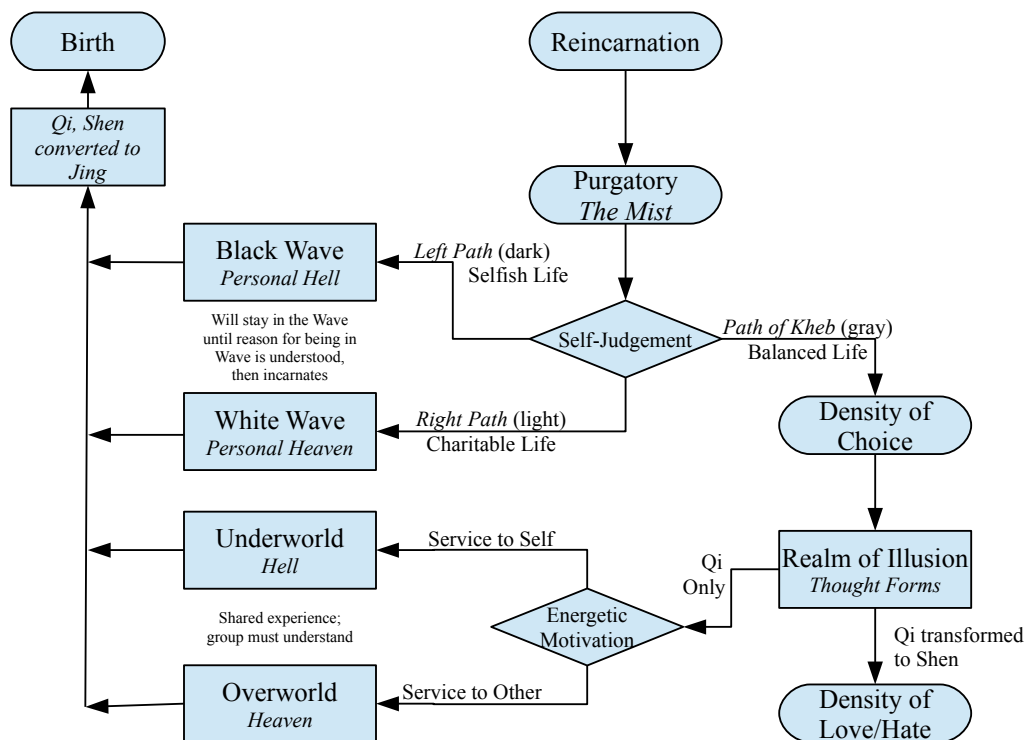 Birth
Reincarnation
Qi, Shen
converted to
Jing
Purgatory
The Mist
Black Wave
Personal Hell
Left Path (dark)
Selfish Life
Will stay in the Wave
until reason for being in
Wave is understood,
then incarnates
Self-Judgement
Path of Kheb (gray)
Balanced Life
White Wave
Personal Heaven
Right Path (light)
Charitable Life
Density of
Choice
Underworld
Hell
Service to Self
Qi
Only
Realm of Illusion
Thought Forms
Shared experience;
group must understand
Energetic
Motivation
Qi transformed
to Shen
Overworld
Heaven
Service to Other
Density of
Love/Hate